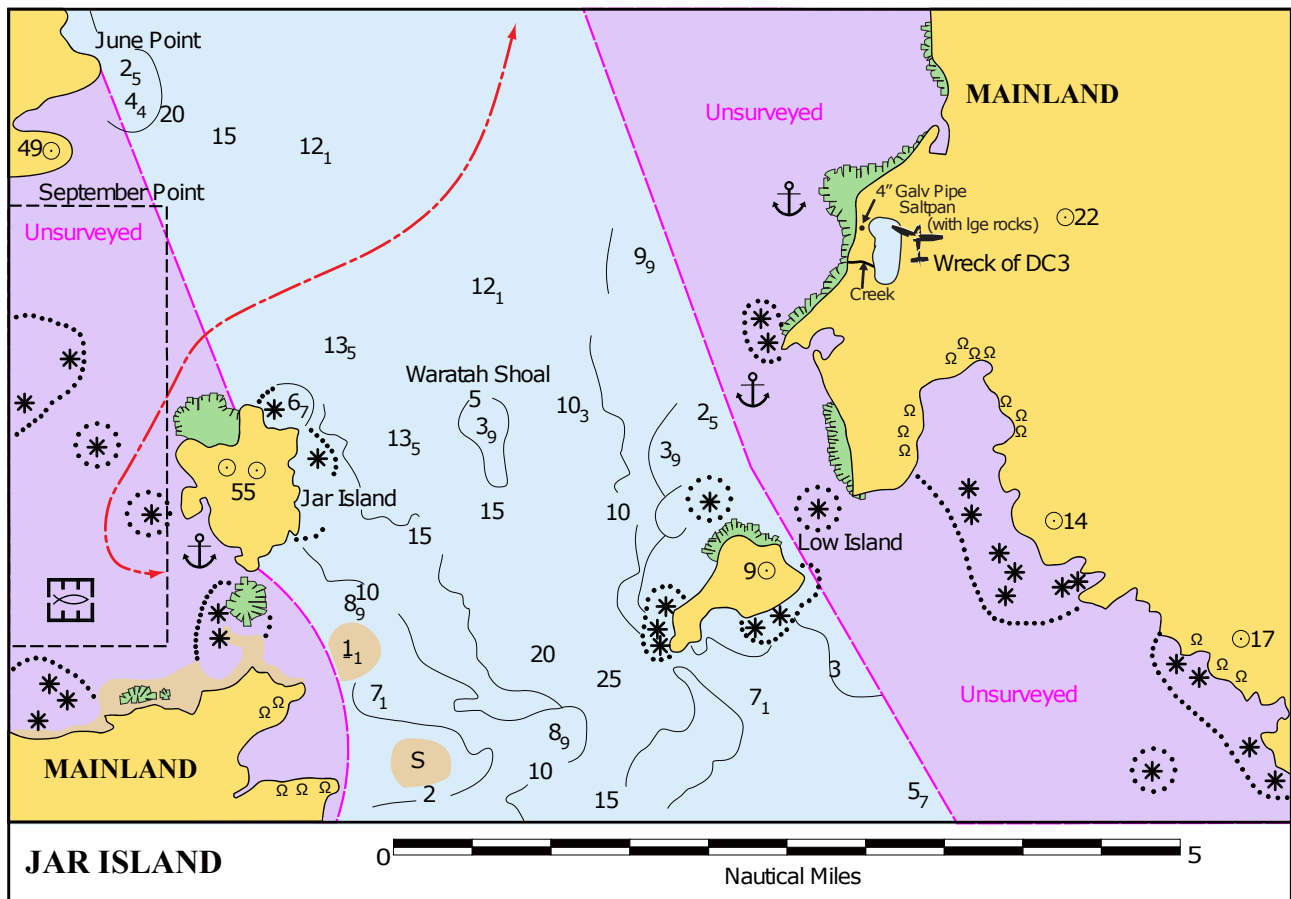 June Point
2₅
4₄
20
15
12₁
49
September Point
Unsurveyed
Unsurveyed
MAINLAND
4" Galv Pipe
Saltpan
(with lge rocks)
22
Wreck of DC3
Creek
9₉
12₁
13₅
Waratah Shoal
5
3₉
10₃
2₅
3₉
6₇
13₅
55
Jar Island
15
15
10
Low Island
14
9
10
8₉
1₁
20
25
7₁
7₁
3
17
Unsurveyed
8₉
S
10
2
15
5₇
MAINLAND
JAR ISLAND
0
5
Nautical Miles